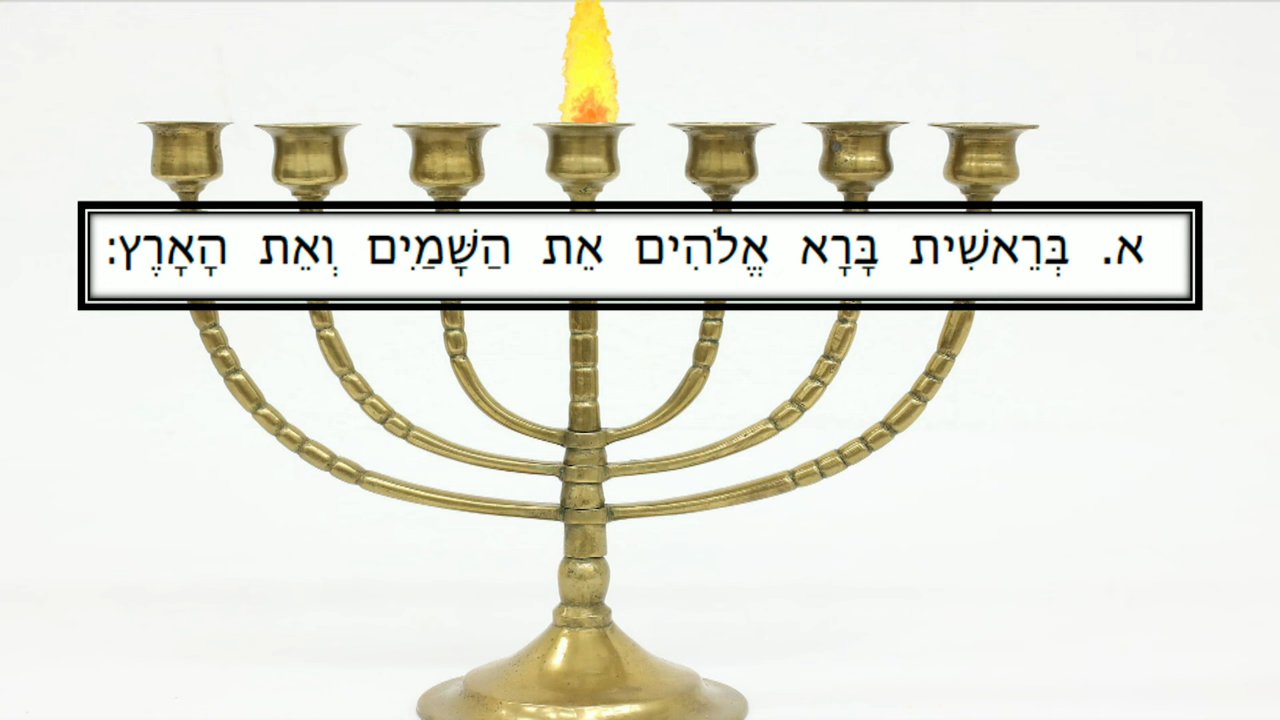 א. בְּרֵאשִׁית בָּרָא אֱלֹהִים אֵת הַשָּׁמַיִם וְאֵת הָאָרֶץ: